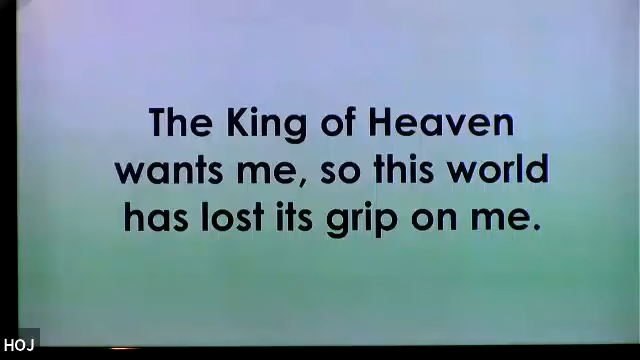 The King of Heaven
wants me, so this world
has lost its grip on me.
HOJ